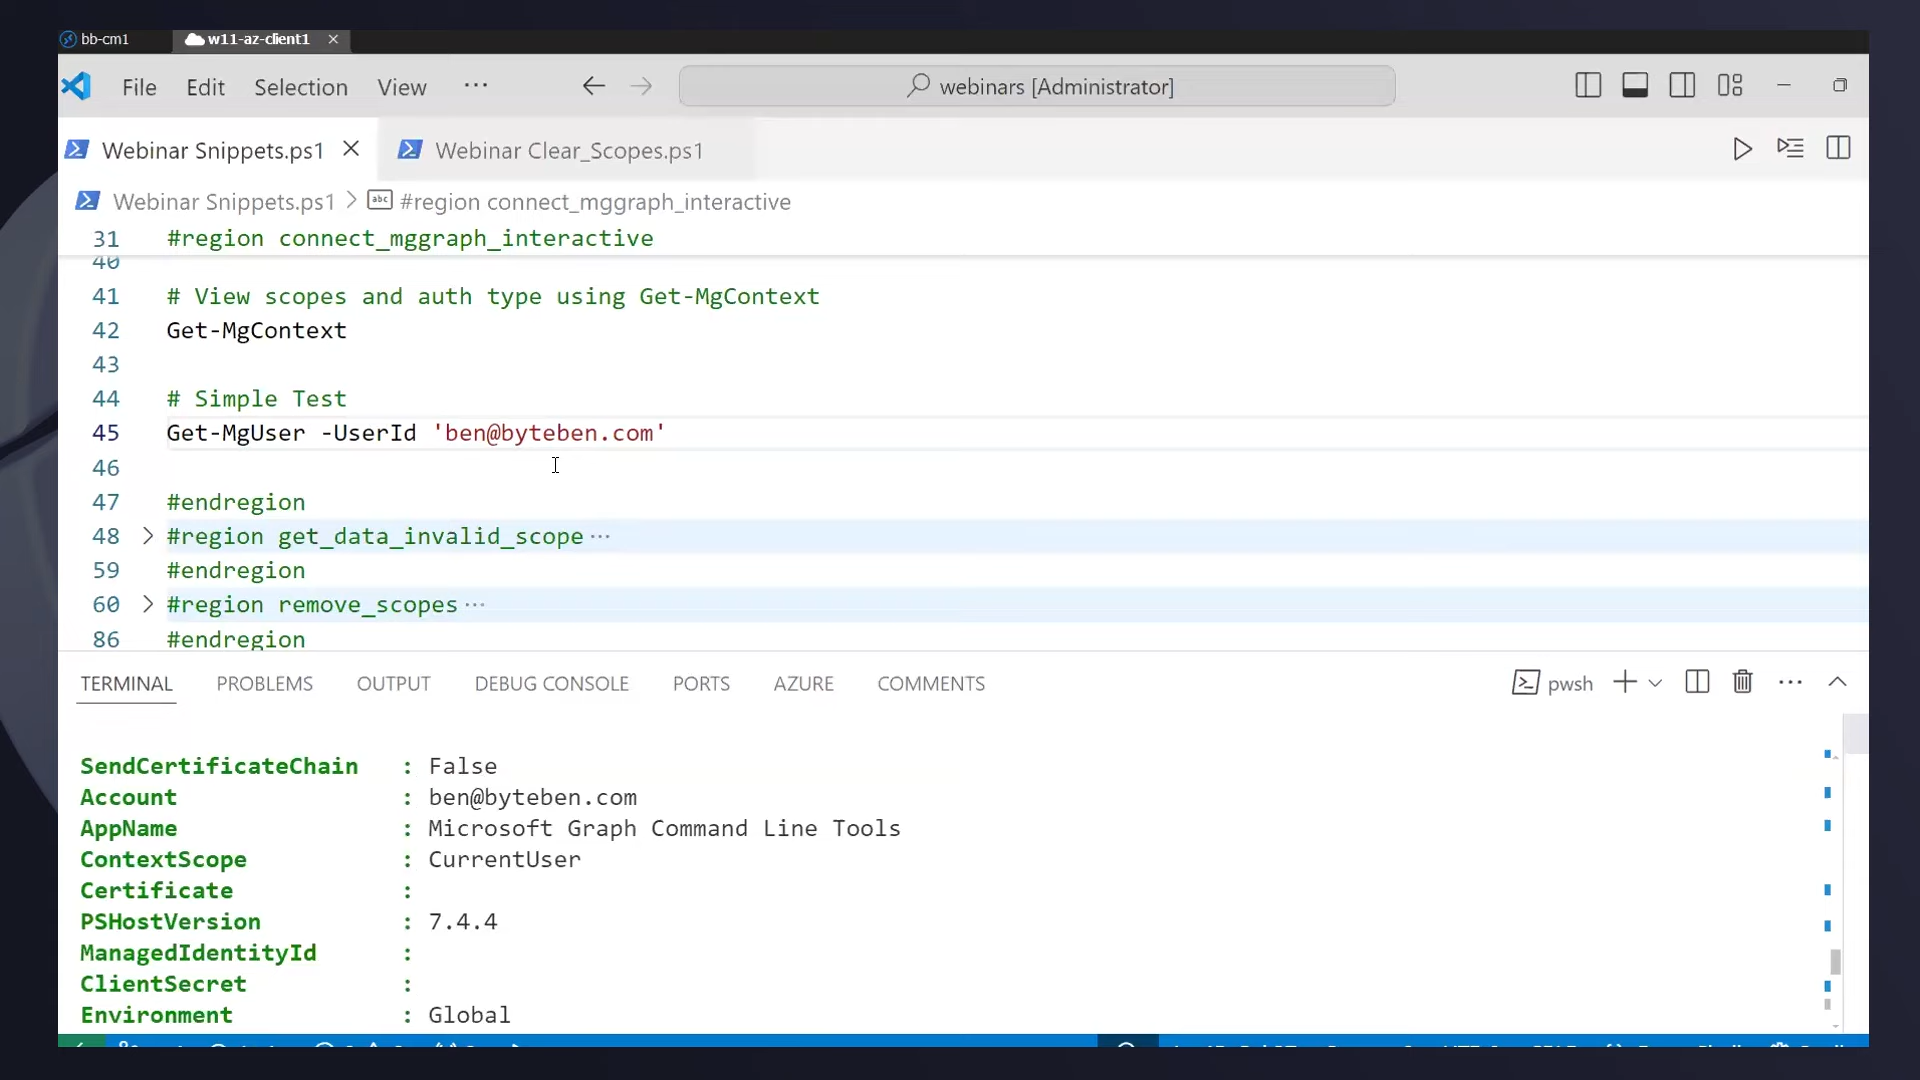 bb-cm1
w11-az-client1
File Edit Selection View ···
webinars [Administrator]
Webinar Snippets.ps1
Webinar Clear_Scopes.ps1
Webinar Snippets.ps1 > abc #region connect_mggraph_interactive
31 #region connect_mggraph_interactive
40
41 # View scopes and auth type using Get-MgContext
42 Get-MgContext
43
44 # Simple Test
45 Get-MgUser -UserId 'ben@byteben.com'
46
47 #endregion
48 > #region get_data_invalid_scope ···
59 #endregion
60 > #region remove_scopes ···
86 #endregion
TERMINAL PROBLEMS OUTPUT DEBUG CONSOLE PORTS AZURE COMMENTS
pwsh
SendCertificateChain : False
Account : ben@byteben.com
AppName : Microsoft Graph Command Line Tools
ContextScope : CurrentUser
Certificate :
PSHostVersion : 7.4.4
ManagedIdentityId :
ClientSecret :
Environment : Global